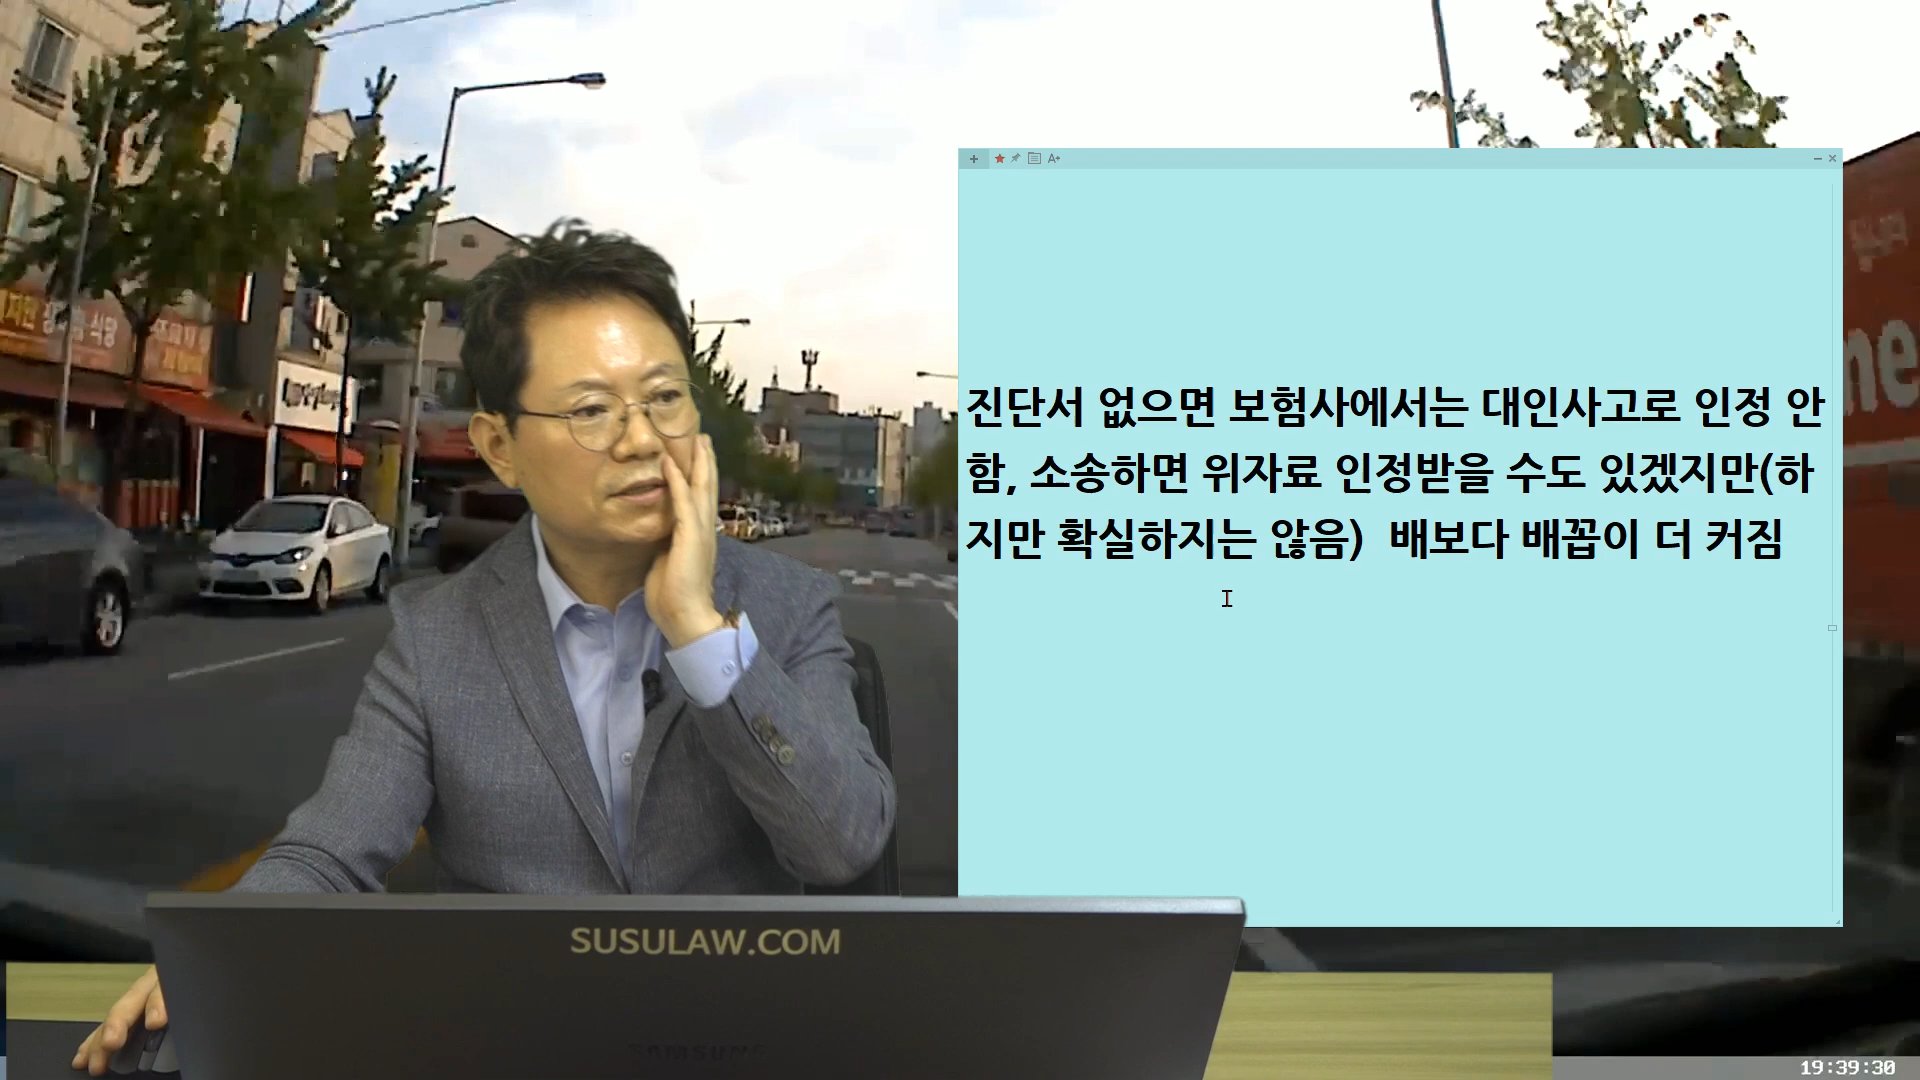 식당
A+
진단서 없으면 보험사에서는 대인사고로 인정 안
함, 소송하면 위자료 인정받을 수도 있겠지만(하
지만 확실하지는 않음) 배보다 배꼽이 더 커짐
SUSULAW.COM
SAMSUNG
19:39:30